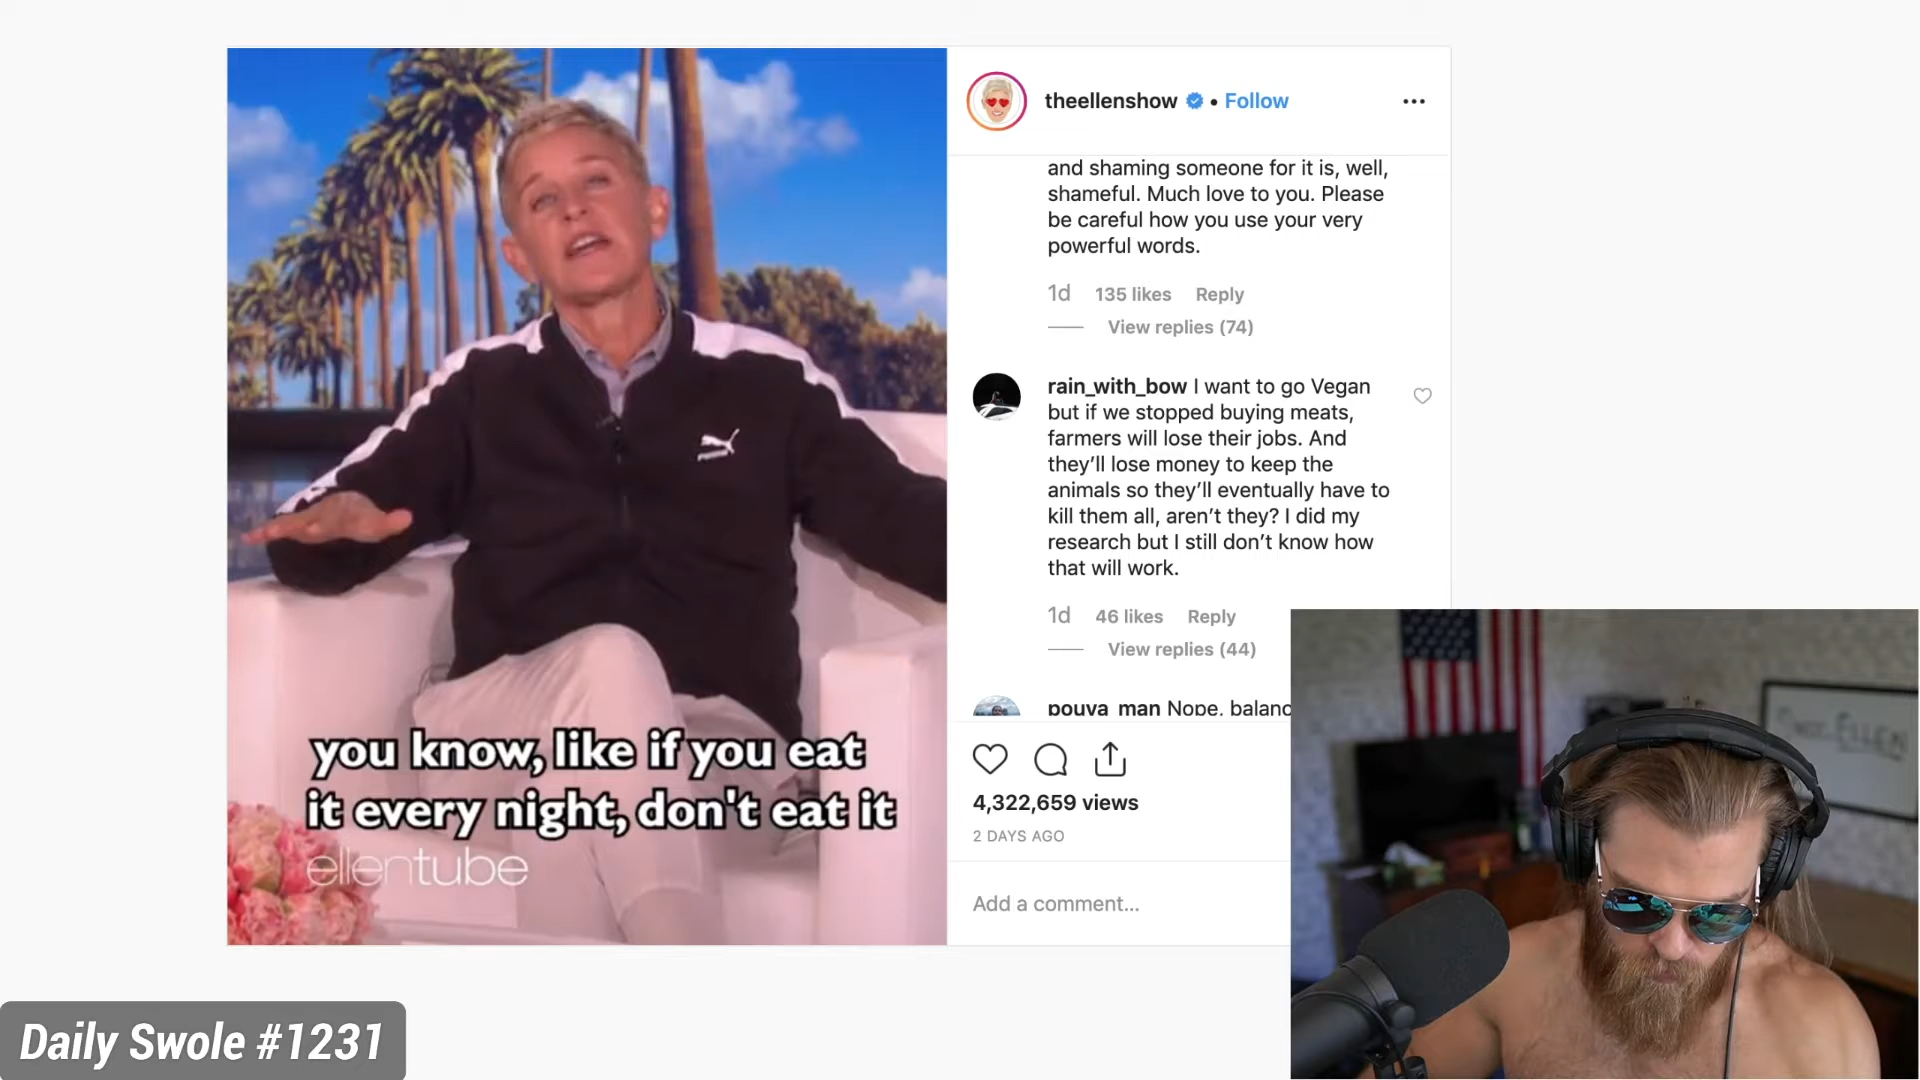 theellenshow • Follow
and shaming someone for it is, well,
shameful. Much love to you. Please
be careful how you use your very
powerful words.
1d 135 likes Reply
View replies (74)
rain_with_bow I want to go Vegan
but if we stopped buying meats,
farmers will lose their jobs. And
they’ll lose money to keep the
animals so they’ll eventually have to
kill them all, aren’t they? I did my
research but I still don’t know how
that will work.
1d 46 likes Reply
View replies (44)
pouya_man Nope, balanc
4,322,659 views
2 DAYS AGO
Add a comment...
you know, like if you eat
it every night, don't eat it
ellentube
ELLEN
Daily Swole #1231